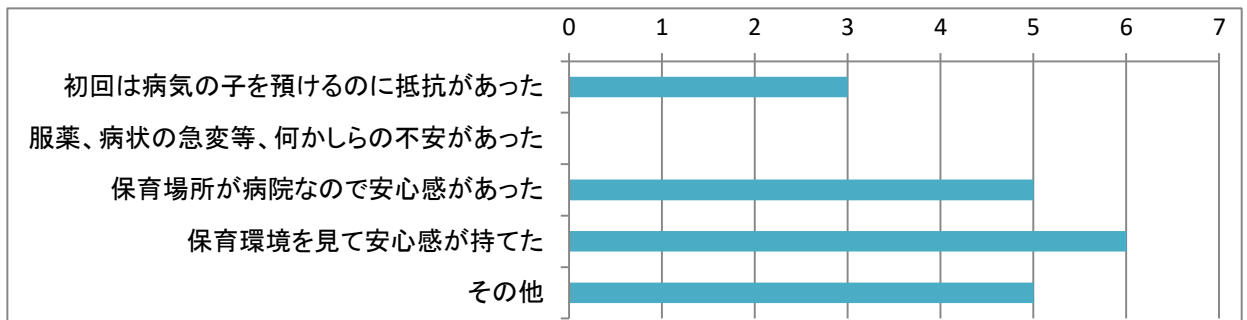 0 1 2 3 4 5 6 7
初回は病気の子を預けるのに抵抗があった
服薬、病状の急変等、何かしらの不安があった
保育場所が病院なので安心感があった
保育環境を見て安心感が持てた
その他